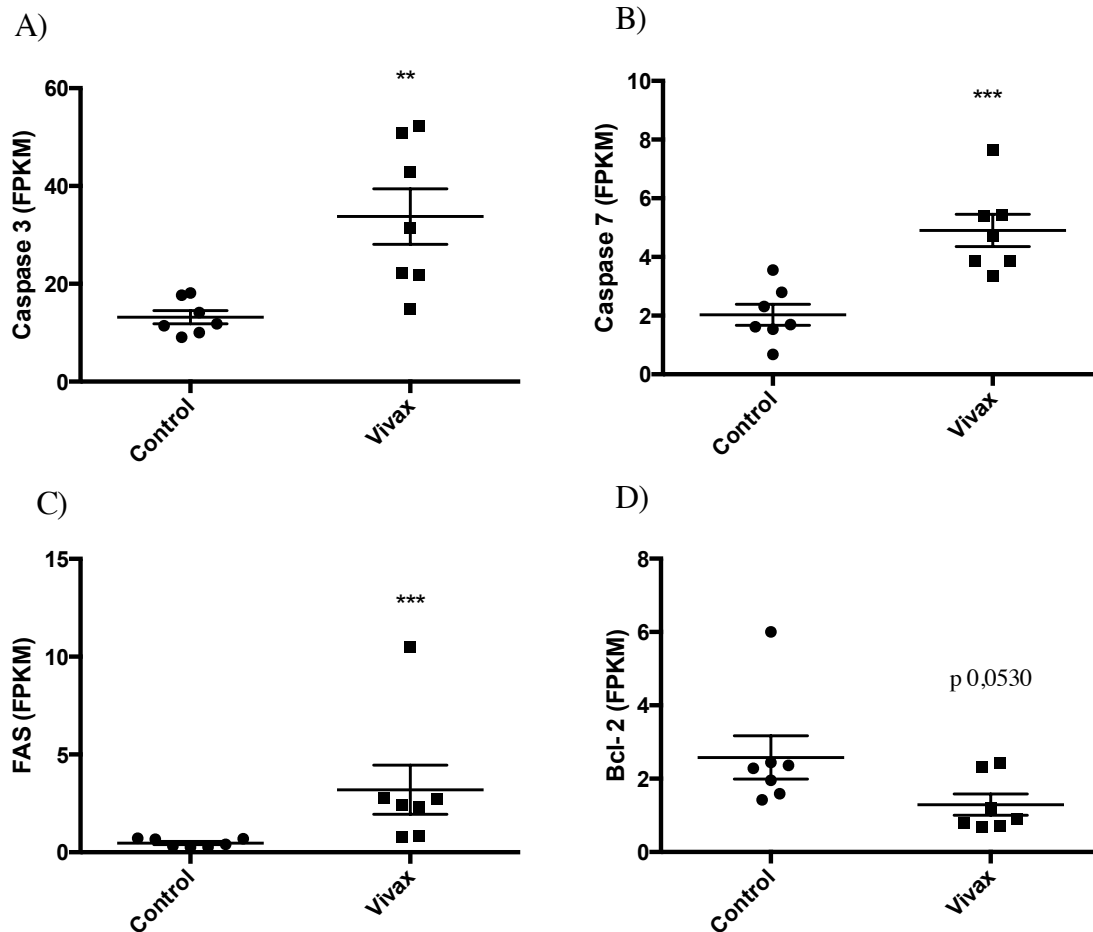 A)
Caspase 3 (FPKM)
60
40
20
0
**
Control
Vivax
B)
Caspase 7 (FPKM)
10
8
6
4
2
0
***
Control
Vivax
C)
FAS (FPKM)
15
10
5
0
***
Control
Vivax
D)
Bcl- 2 (FPKM)
8
6
4
2
0
p 0,0530
Control
Vivax